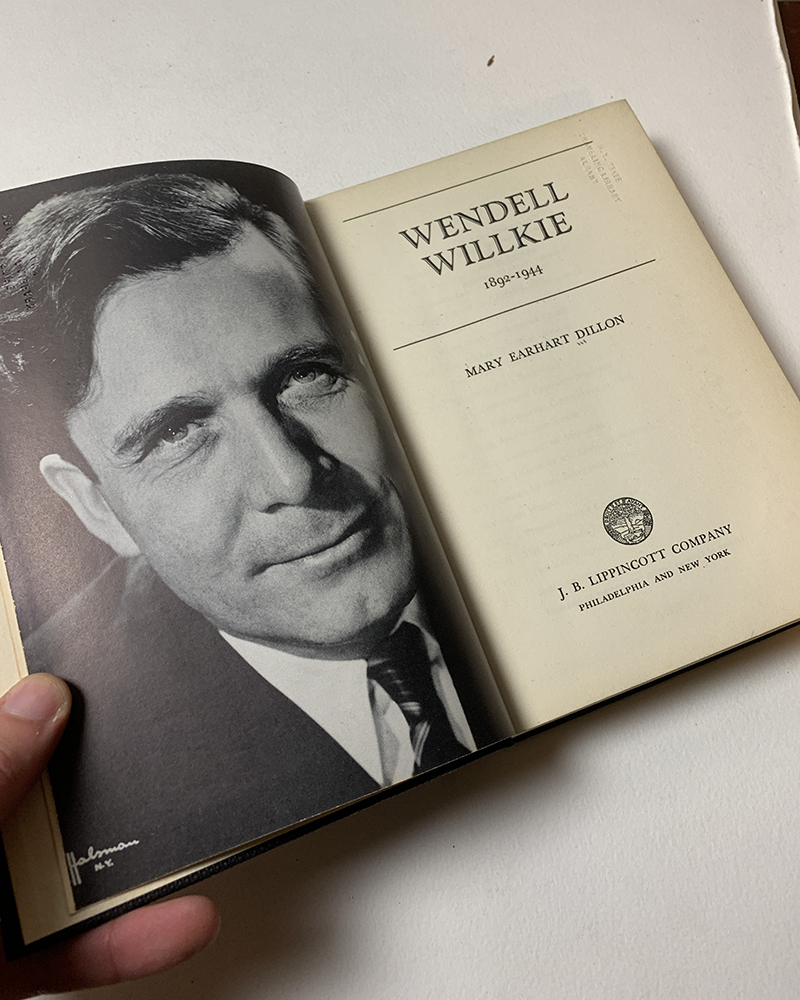 Halsman
N.Y.
WENDELL
WILLKIE
1892-1944
MARY EARHART DILLON
J. B. LIPPINCOTT COMPANY
PHILADELPHIA AND NEW YORK